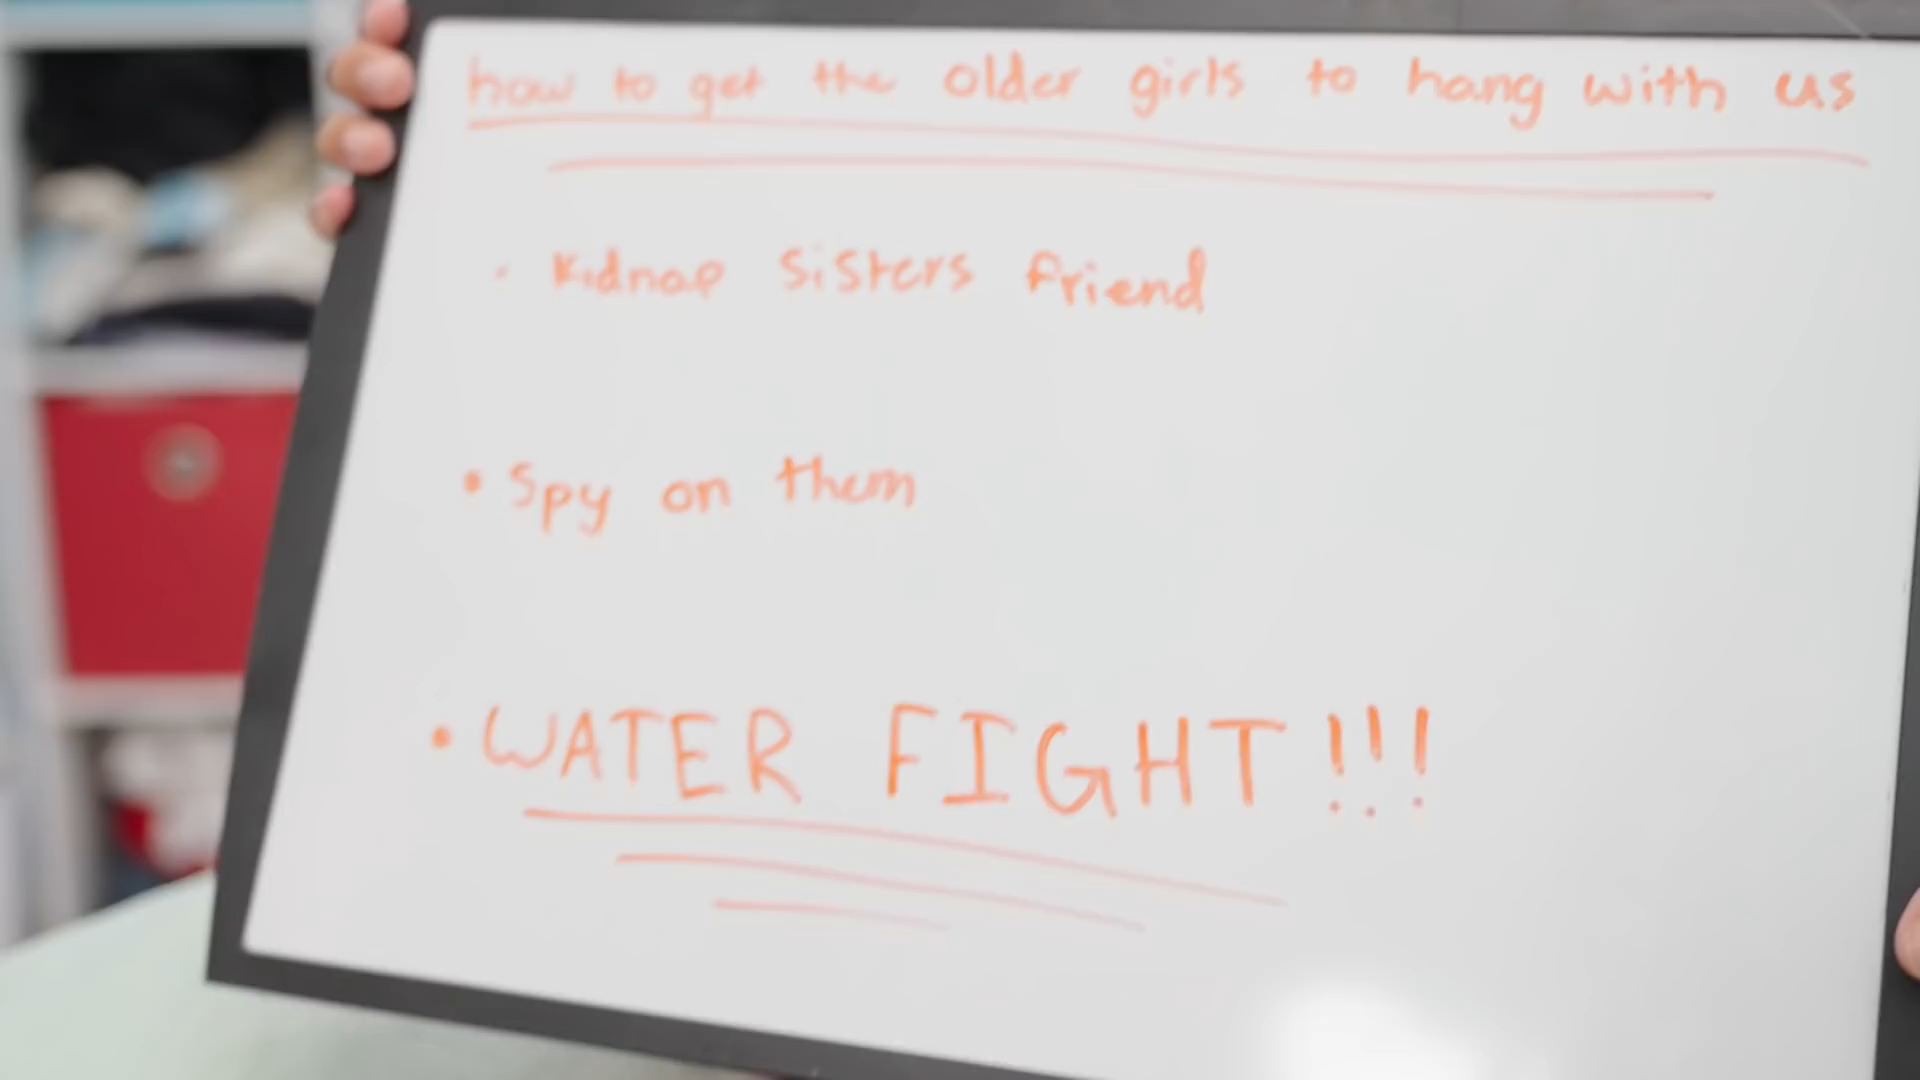 how to get the older girls to hang with us
• Kidnap sisters friend
• Spy on them
• WATER FIGHT!!!